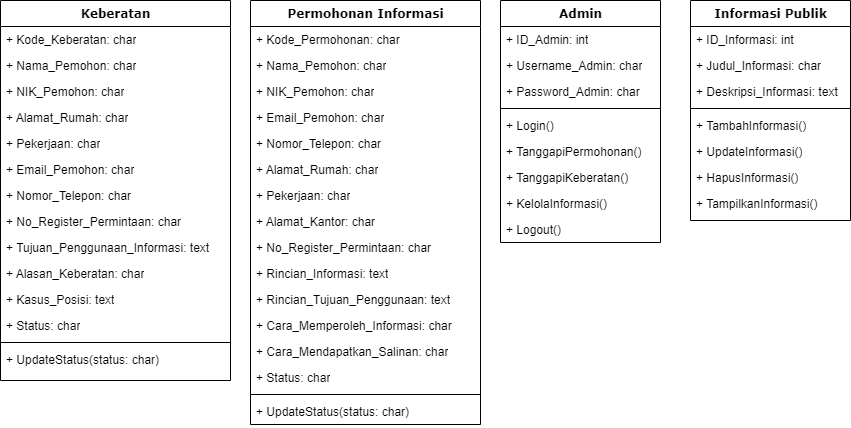 Keberatan
+ Kode_Keberatan: char
+ Nama_Pemohon: char
+ NIK_Pemohon: char
+ Alamat_Rumah: char
+ Pekerjaan: char
+ Email_Pemohon: char
+ Nomor_Telepon: char
+ No_Register_Permintaan: char
+ Tujuan_Penggunaan_Informasi: text
+ Alasan_Keberatan: char
+ Kasus_Posisi: text
+ Status: char
+ UpdateStatus(status: char)
Permohonan Informasi
+ Kode_Permohonan: char
+ Nama_Pemohon: char
+ NIK_Pemohon: char
+ Email_Pemohon: char
+ Nomor_Telepon: char
+ Alamat_Rumah: char
+ Pekerjaan: char
+ Alamat_Kantor: char
+ No_Register_Permintaan: char
+ Rincian_Informasi: text
+ Rincian_Tujuan_Penggunaan: text
+ Cara_Memperoleh_Informasi: char
+ Cara_Mendapatkan_Salinan: char
+ Status: char
+ UpdateStatus(status: char)
Admin
+ ID_Admin: int
+ Username_Admin: char
+ Password_Admin: char
+ Login()
+ TanggapiPermohonan()
+ TanggapiKeberatan()
+ KelolaInformasi()
+ Logout()
Informasi Publik
+ ID_Informasi: int
+ Judul_Informasi: char
+ Deskripsi_Informasi: text
+ TambahInformasi()
+ UpdateInformasi()
+ HapusInformasi()
+ TampilkanInformasi()